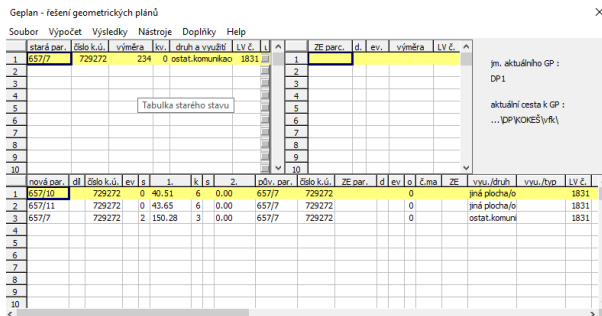 Geplan - řešení geometrických plánů
Soubor Výpočet Výsledky Nástroje Doplňky Help
stará par. číslo k.ú. výměra kv. druh a využití LV č. ZE parc. d. ev. výměra LV č.
1 657/7 729272 234 0 ostat.komunikac 1831 1
2 2
3 3
4 4
5 5
6 6
7 7
8 8
9 9
10 10
Tabulka starého stavu
jm. aktuálního GP :
DP1
aktuální cesta k GP :
...\DP\KOKEŠ\vfk\
nová par. díl číslo k.ú. ev s 1. k s 2. pův. par. číslo k.ú. ZE par. d ev o č.ma ZE vyu./druh vyu./typ LV č.
1 657/10 729272 0 40.51 6 0.00 657/7 729272 0 jiná plocha/o 1831
2 657/11 729272 0 43.65 6 0.00 657/7 729272 0 jiná plocha/o 1831
3 657/7 729272 2 150.28 3 0.00 657/7 729272 0 ostat.komuni 1831
4
5
6
7
8
9
10